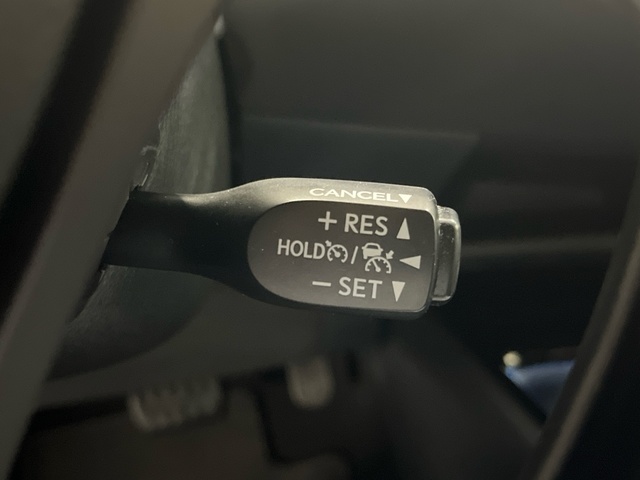 CANCEL▼
+ RES ▲
HOLD / ◀
− SET ▼